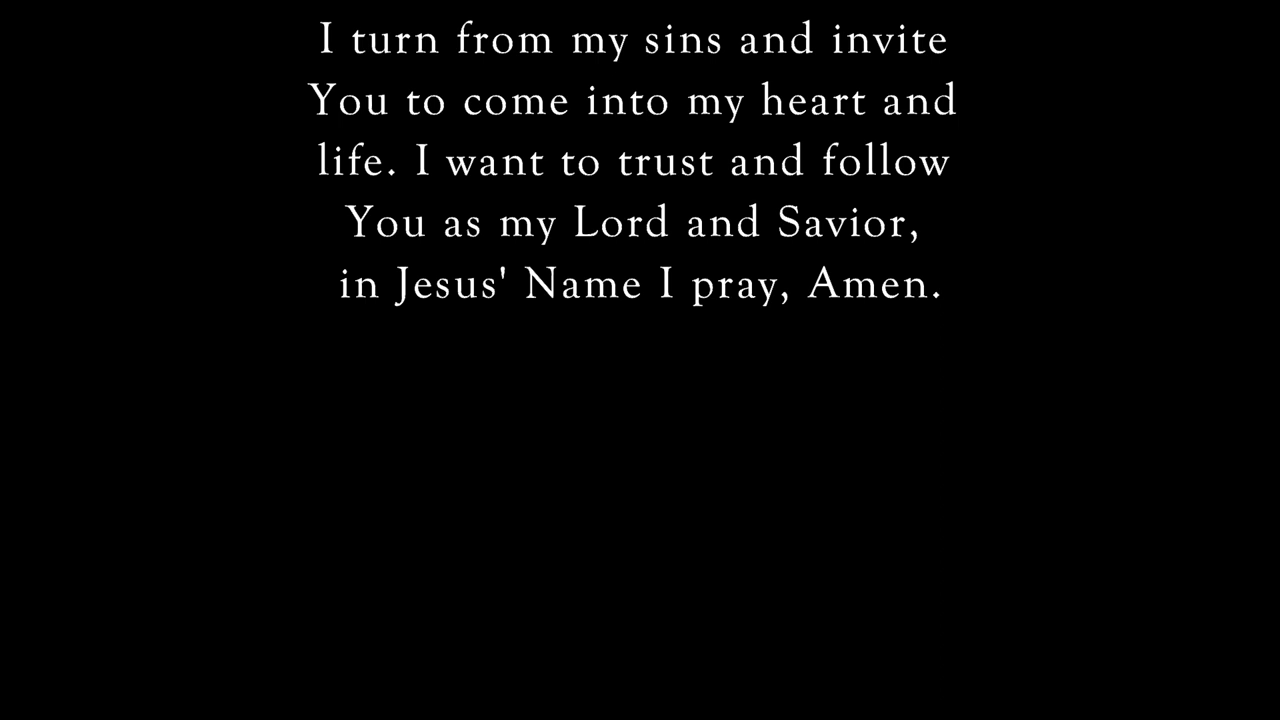 I turn from my sins and invite
You to come into my heart and
life. I want to trust and follow
You as my Lord and Savior,
in Jesus' Name I pray, Amen.